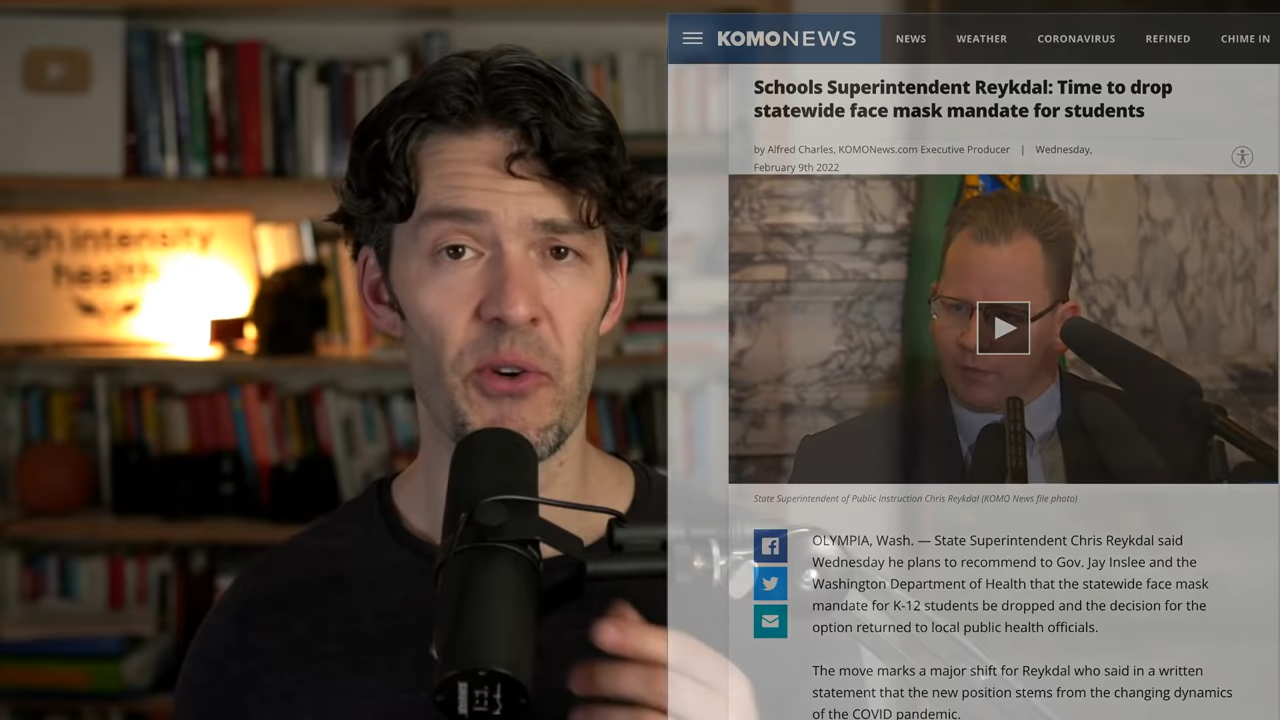 high intensity
health
KOMONEWS
NEWS
WEATHER
CORONAVIRUS
REFINED
CHIME IN
Schools Superintendent Reykdal: Time to drop
statewide face mask mandate for students
by Alfred Charles, KOMONews.com Executive Producer | Wednesday,
February 9th 2022
State Superintendent of Public Instruction Chris Reykdal (KOMO News file photo)
OLYMPIA, Wash. — State Superintendent Chris Reykdal said
Wednesday he plans to recommend to Gov. Jay Inslee and the
Washington Department of Health that the statewide face mask
mandate for K-12 students be dropped and the decision for the
option returned to local public health officials.
The move marks a major shift for Reykdal who said in a written
statement that the new position stems from the changing dynamics
of the COVID pandemic.